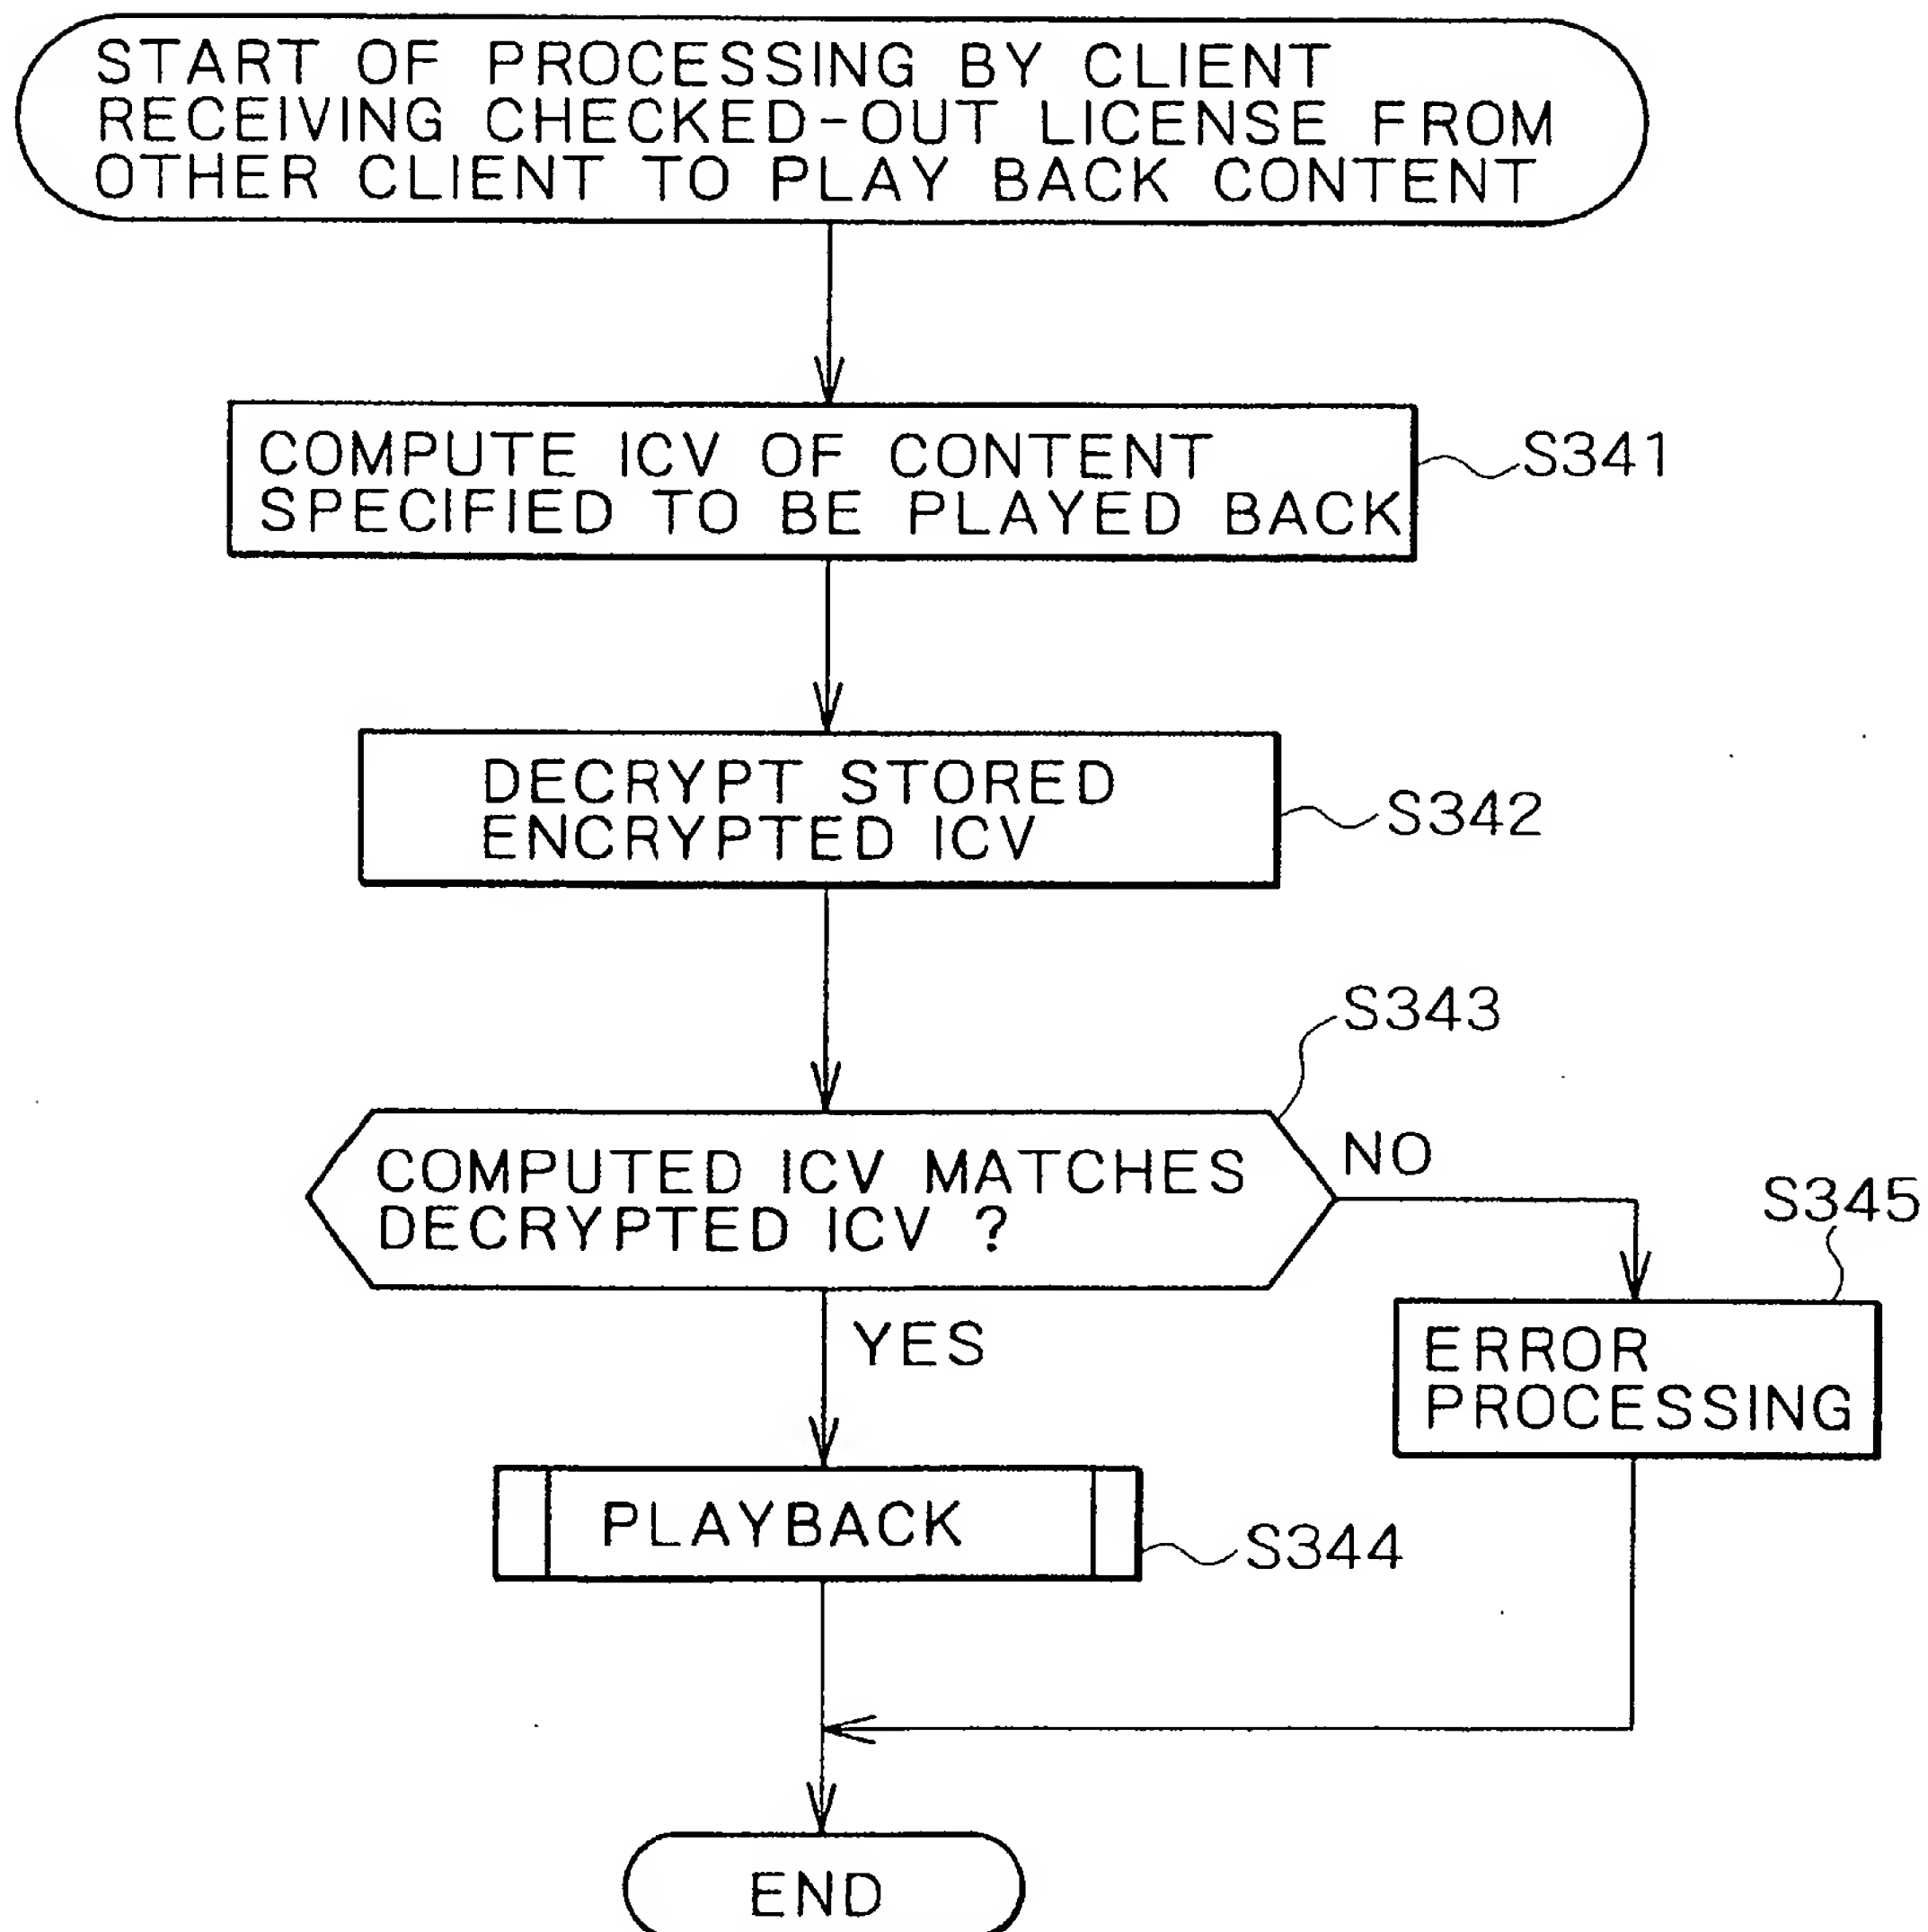 START OF PROCESSING BY CLIENT
RECEIVING CHECKED-OUT LICENSE FROM
OTHER CLIENT TO PLAY BACK CONTENT
COMPUTE ICV OF CONTENT
SPECIFIED TO BE PLAYED BACK
S341
DECRYPT STORED
ENCRYPTED ICV
S342
S343
COMPUTED ICV MATCHES
DECRYPTED ICV ?
NO
S345
YES
ERROR
PROCESSING
PLAYBACK
S344
END